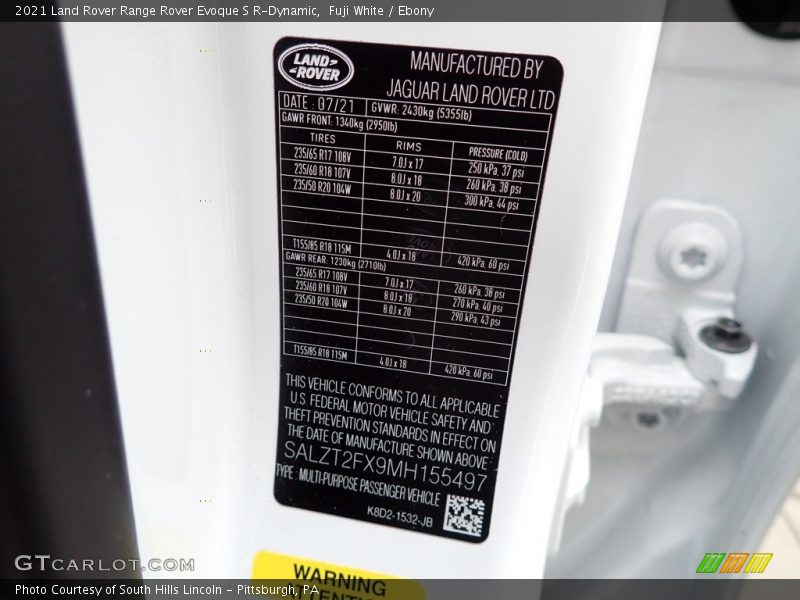 2021 Land Rover Range Rover Evoque S R-Dynamic,  Fuji White / Ebony
LAND ROVER
MANUFACTURED BY
JAGUAR LAND ROVER LTD
DATE : 07/21 GVWR: 2430kg (5355lb)
GAWR FRONT: 1340kg (2950lb)
TIRES RIMS PRESSURE (COLD)
235/65 R17 108V 7.0J x 17 250 kPa, 37 psi
235/60 R18 107V 8.0J x 18 260 kPa, 38 psi
235/50 R20 104W 8.0J x 20 300 kPa, 44 psi
T155/85 R18 115M 4.0J x 18 420 kPa, 60 psi
GAWR REAR: 1230kg (2710lb)
235/65 R17 108V 7.0J x 17 260 kPa, 38 psi
235/60 R18 107V 8.0J x 18 270 kPa, 40 psi
235/50 R20 104W 8.0J x 20 290 kPa, 43 psi
T155/85 R18 115M 4.0J x 18 420 kPa, 60 psi
THIS VEHICLE CONFORMS TO ALL APPLICABLE
U.S. FEDERAL MOTOR VEHICLE SAFETY AND
THEFT PREVENTION STANDARDS IN EFFECT ON
THE DATE OF MANUFACTURE SHOWN ABOVE
SALZT2FX9MH155497
TYPE : MULTI-PURPOSE PASSENGER VEHICLE
K8D2-1532-JB
WARNING
GTCARLOT.COM
Photo Courtesy of South Hills Lincoln - Pittsburgh, PA